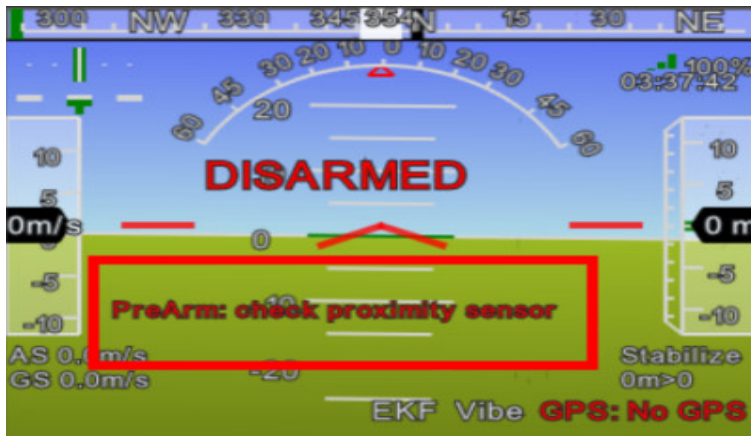 300 NW 330 345 354 N 15 30 NE
60 45 30 20 10 0 10 20 30 45 60
100%
03:37:42
20
10 10
DISARMED
5 5
0m/s 0 0 m
-5 -5
PreArm: check proximity sensor
-10 -10 -10
AS 0.0m/s Stabilize
GS 0.0m/s -20 0m>0
EKF Vibe GPS: No GPS